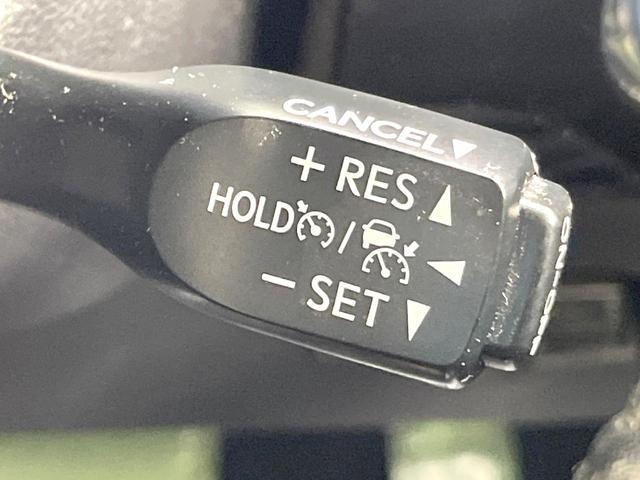 CANCEL▼
+ RES ▲
HOLD / ◀
− SET ▼